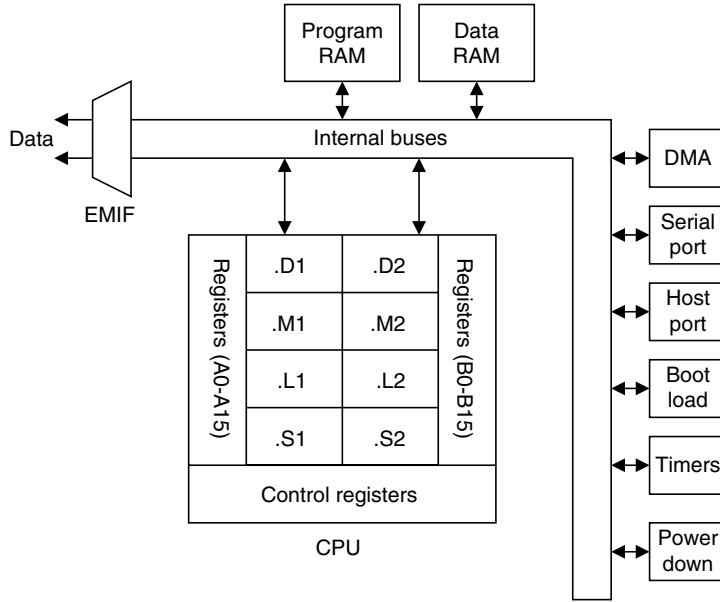 Program
RAM
Data
RAM
Data
Internal buses
EMIF
DMA
Serial
port
Host
port
Boot
load
Timers
Power
down
Registers (A0-A15)
.D1
.D2
.M1
.M2
.L1
.L2
.S1
.S2
Registers (B0-B15)
Control registers
CPU